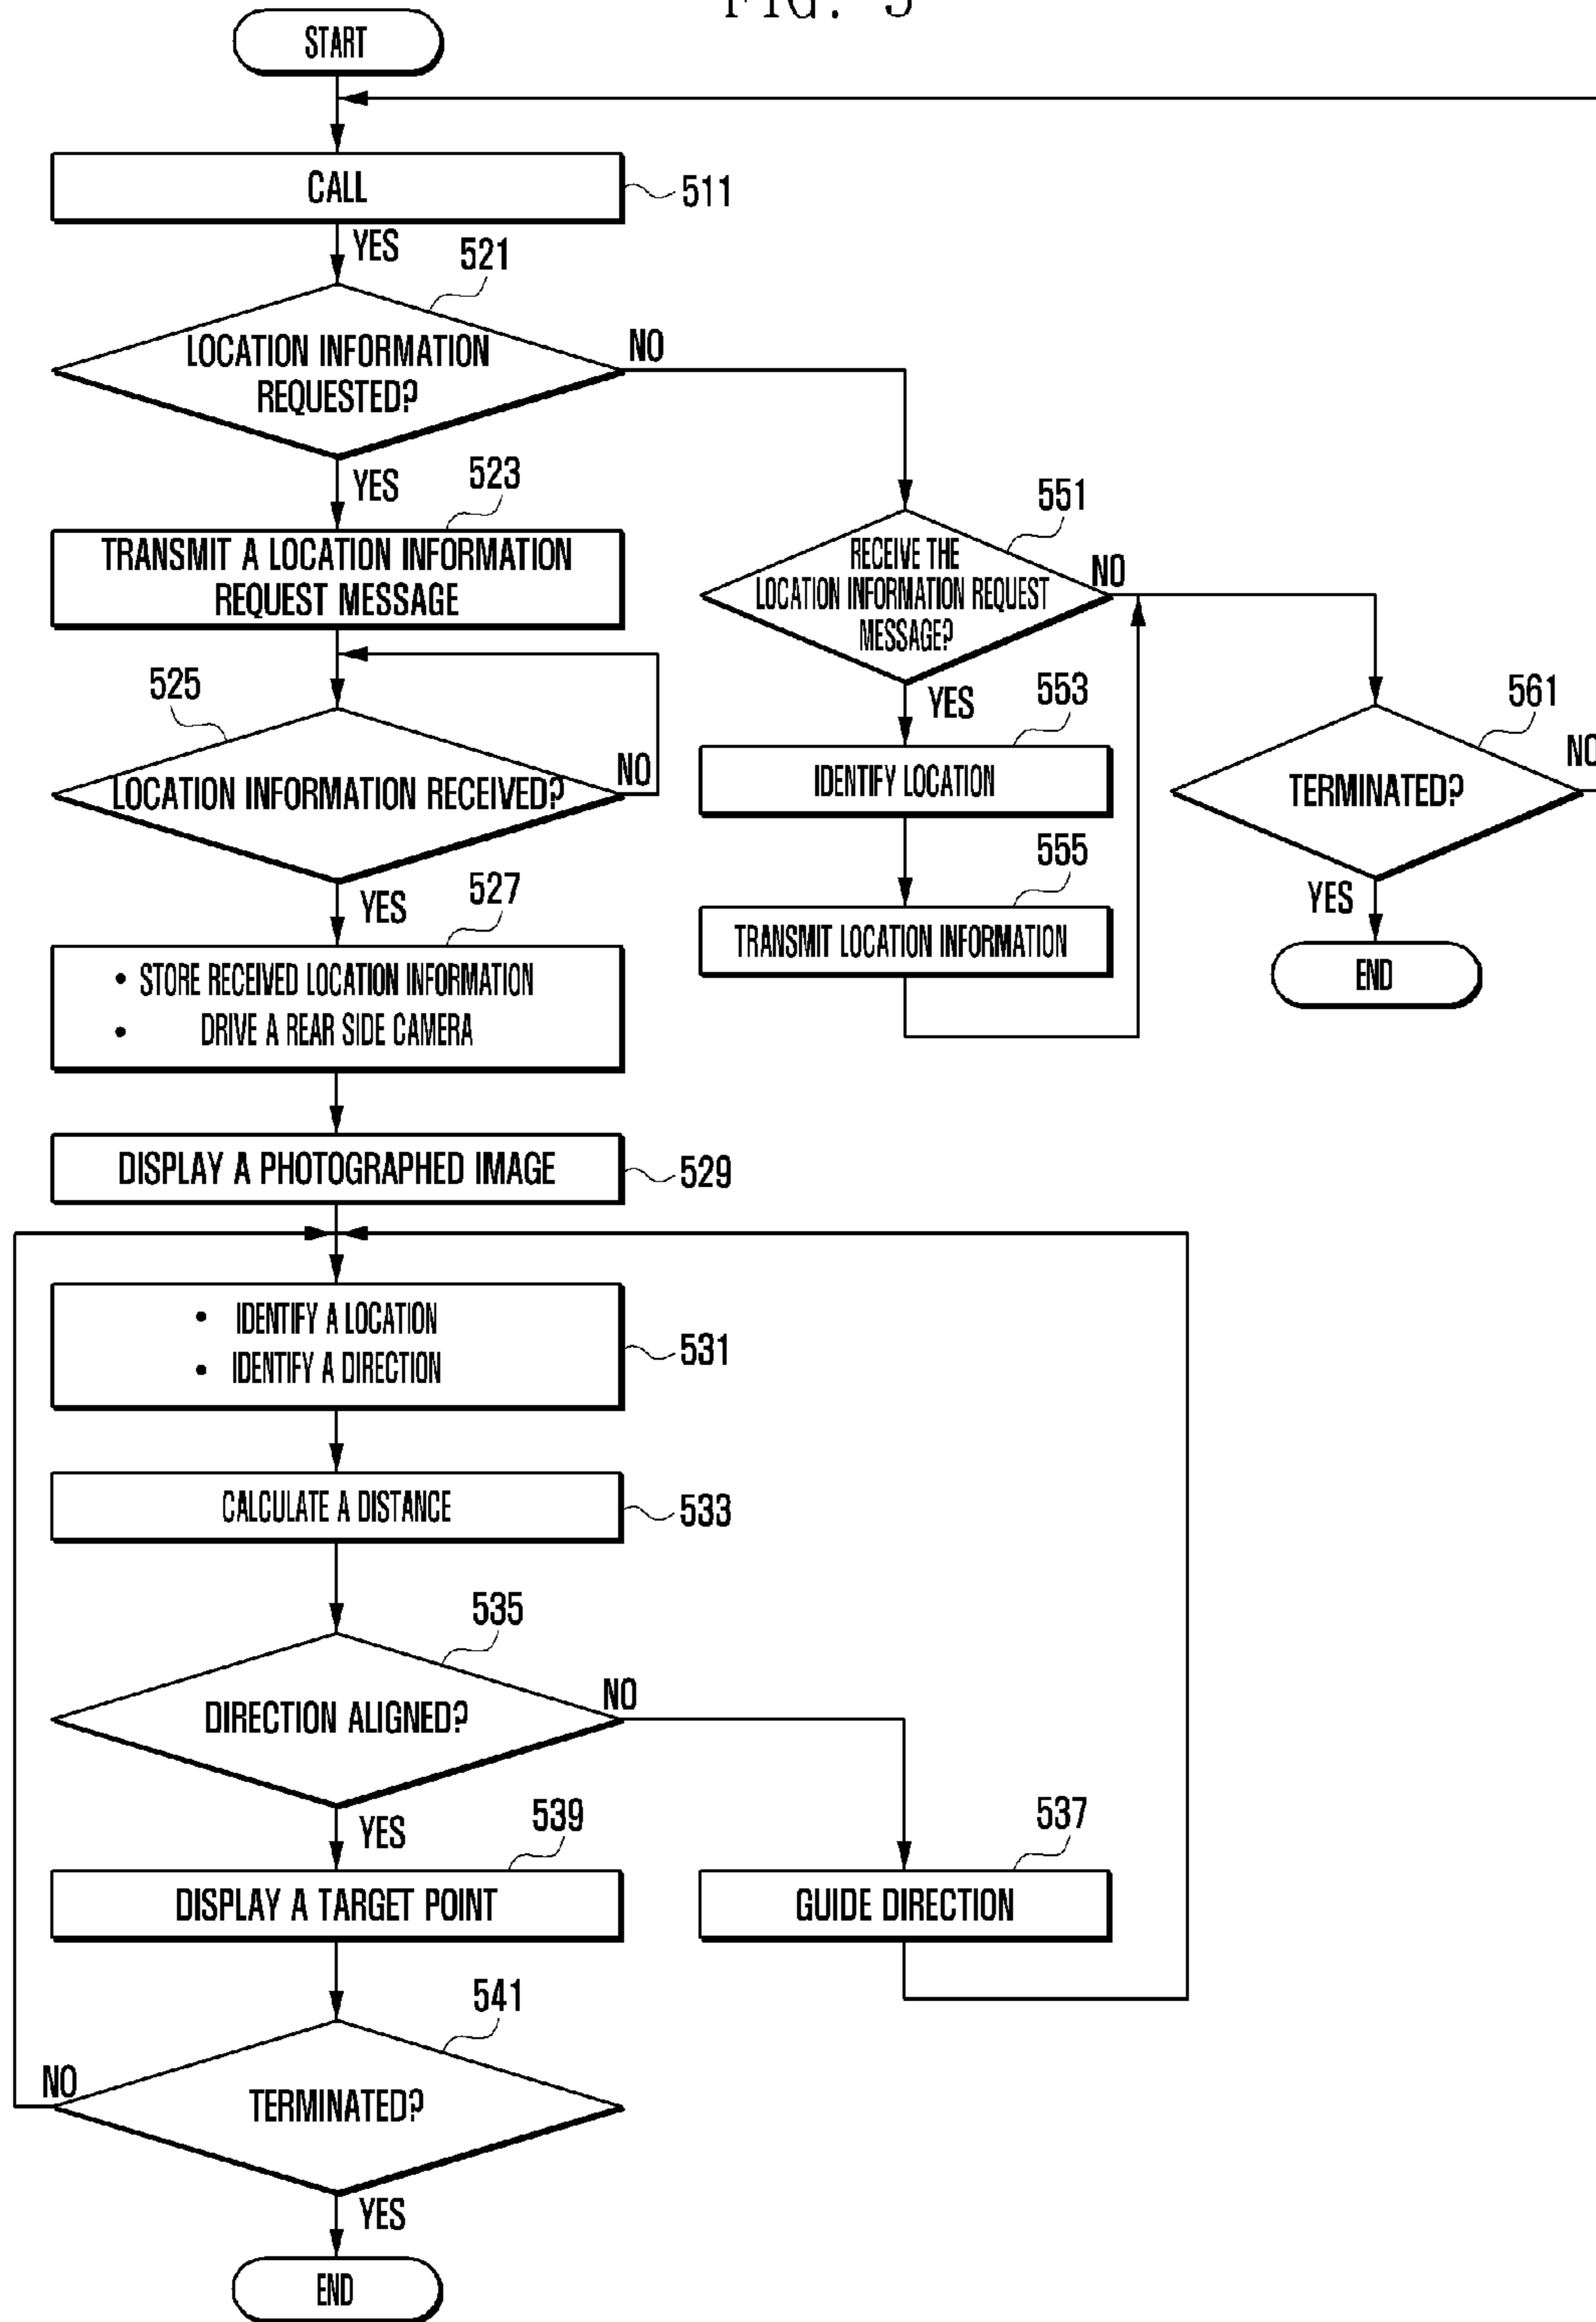 FIG. 5
START
CALL
511
YES
521
LOCATION INFORMATION
REQUESTED?
NO
YES
523
TRANSMIT A LOCATION INFORMATION
REQUEST MESSAGE
525
LOCATION INFORMATION RECEIVED?
NO
YES
527
• STORE RECEIVED LOCATION INFORMATION
• DRIVE A REAR SIDE CAMERA
DISPLAY A PHOTOGRAPHED IMAGE
529
• IDENTIFY A LOCATION
• IDENTIFY A DIRECTION
531
CALCULATE A DISTANCE
533
535
DIRECTION ALIGNED?
NO
YES
539
DISPLAY A TARGET POINT
537
GUIDE DIRECTION
541
TERMINATED?
NO
YES
END
551
RECEIVE THE
LOCATION INFORMATION REQUEST
MESSAGE?
NO
YES
553
IDENTIFY LOCATION
555
TRANSMIT LOCATION INFORMATION
561
TERMINATED?
NO
YES
END